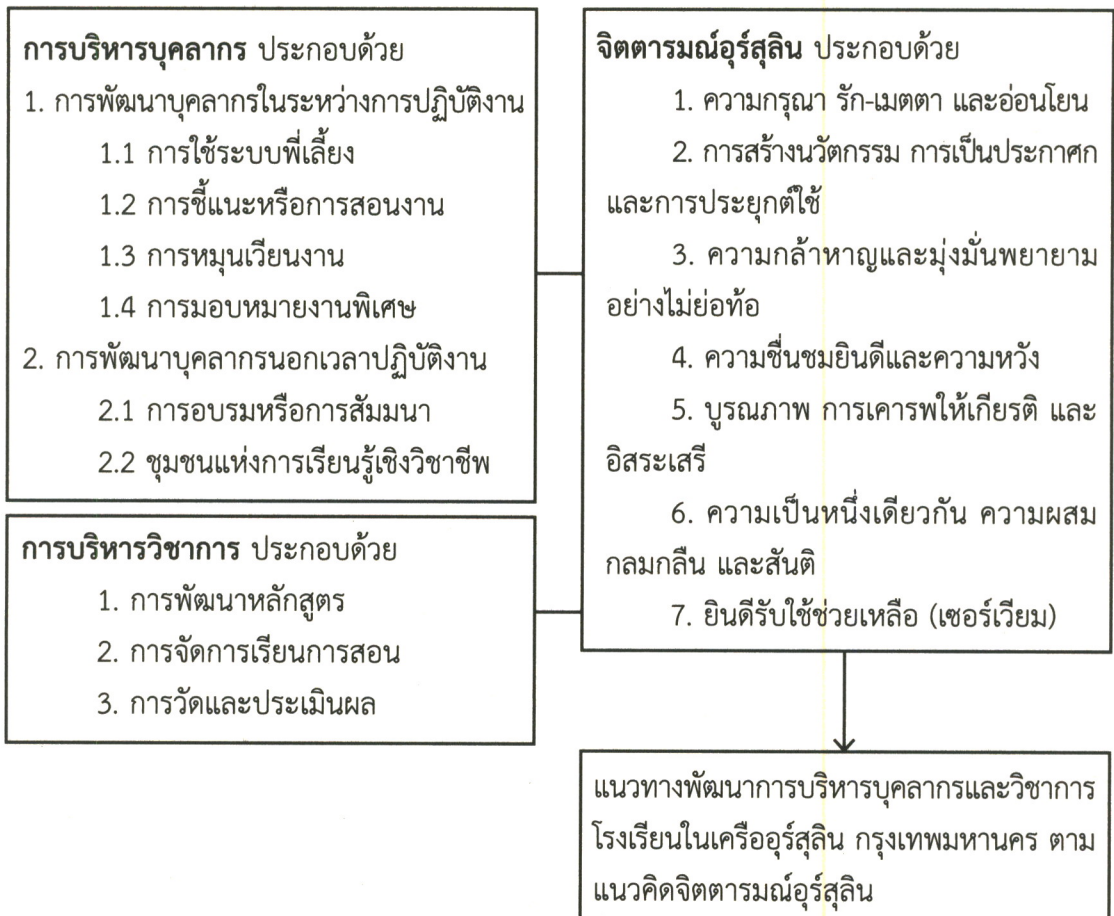 การบริหารบุคลากร ประกอบด้วย
1. การพัฒนาบุคลากรในระหว่างการปฏิบัติงาน
1.1 การใช้ระบบพี่เลี้ยง
1.2 การชี้แนะหรือการสอนงาน
1.3 การหมุนเวียนงาน
1.4 การมอบหมายงานพิเศษ
2. การพัฒนาบุคลากรนอกเวลาปฏิบัติงาน
2.1 การอบรมหรือการสัมมนา
2.2 ชุมชนแห่งการเรียนรู้เชิงวิชาชีพ
การบริหารวิชาการ ประกอบด้วย
1. การพัฒนาหลักสูตร
2. การจัดการเรียนการสอน
3. การวัดและประเมินผล
จิตตารมณ์อุร์สุลิน ประกอบด้วย
1. ความกรุณา รัก-เมตตา และอ่อนโยน
2. การสร้างนวัตกรรม การเป็นประกาศก
และการประยุกต์ใช้
3. ความกล้าหาญและมุ่งมั่นพยายาม
อย่างไม่ย่อท้อ
4. ความชื่นชมยินดีและความหวัง
5. บูรณภาพ การเคารพให้เกียรติ และ
อิสระเสรี
6. ความเป็นหนึ่งเดียวกัน ความผสม
กลมกลืน และสันติ
7. ยินดีรับใช้ช่วยเหลือ (เซอร์เวียม)
แนวทางพัฒนาการบริหารบุคลากรและวิชาการ
โรงเรียนในเครืออุร์สุลิน กรุงเทพมหานคร ตาม
แนวคิดจิตตารมณ์อุร์สุลิน